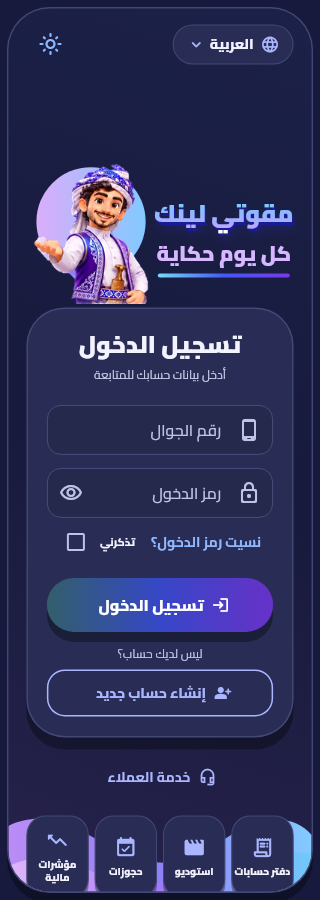 العربية
مقوتي لينك
كل يوم حكاية
تسجيل الدخول
أدخل بيانات حسابك للمتابعة
رقم الجوال
رمز الدخول
نسيت رمز الدخول؟ تذكرني
تسجيل الدخول
ليس لديك حساب؟
إنشاء حساب جديد
خدمة العملاء
دفتر حسابات
استوديو
حجوزات
مؤشرات
مالية